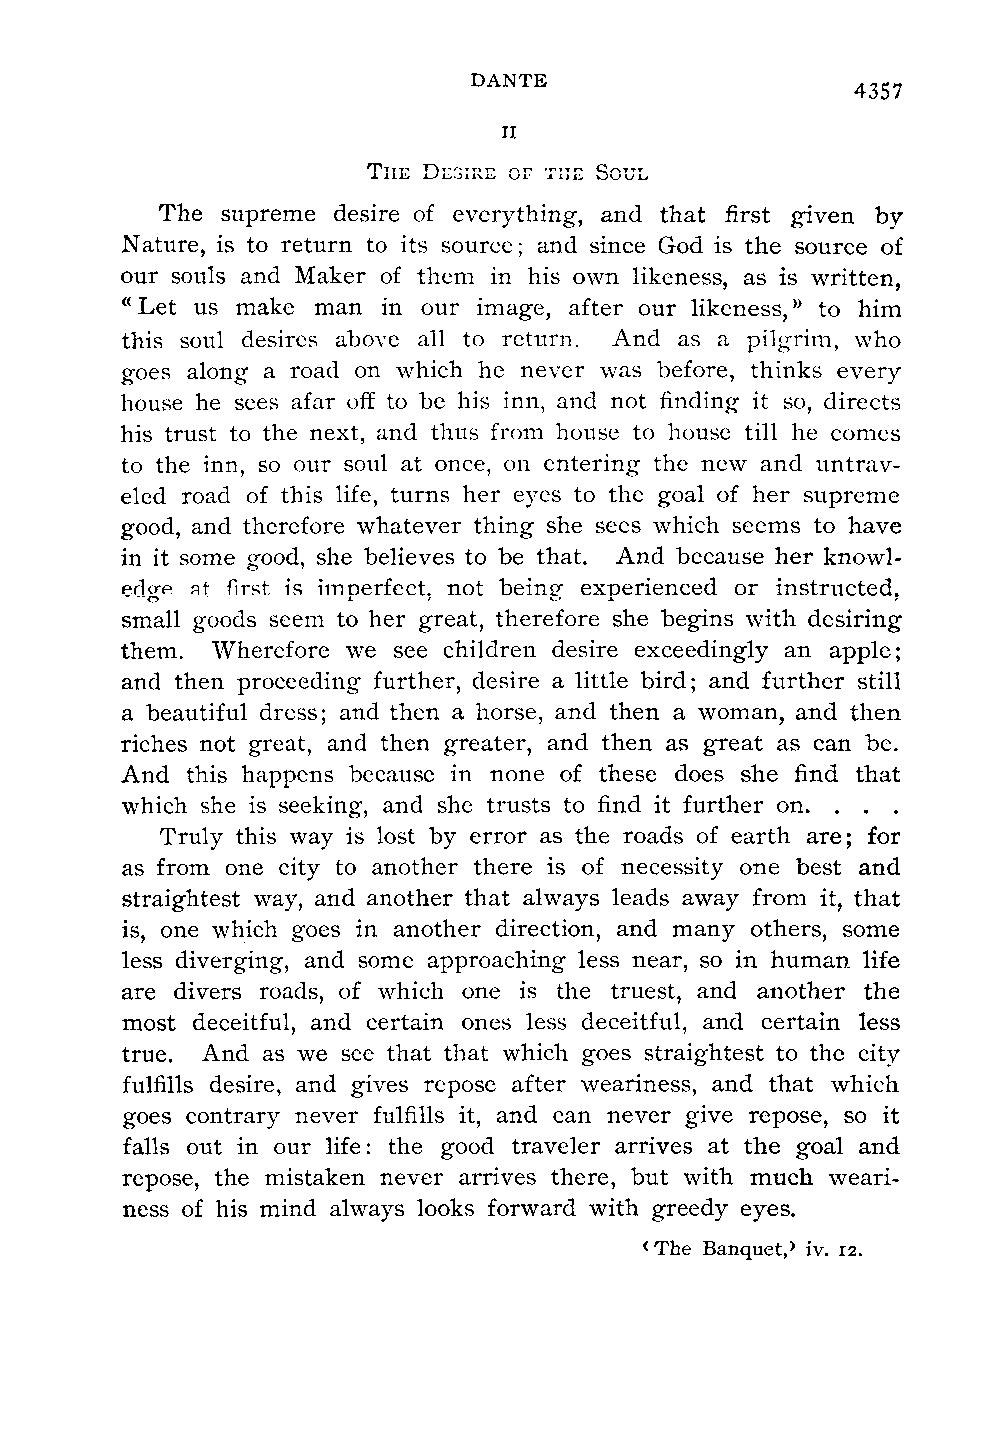 DANTE
4357
II
The Desire of the Soul
The supreme desire of everything, and that first given by
Nature, is to return to its source; and since God is the source of
our souls and Maker of them in his own likeness, as is written,
“Let us make man in our image, after our likeness,” to him
this soul desires above all to return. And as a pilgrim, who
goes along a road on which he never was before, thinks every
house he sees afar off to be his inn, and not finding it so, directs
his trust to the next, and thus from house to house till he comes
to the inn, so our soul at once, on entering the new and untrav-
eled road of this life, turns her eyes to the goal of her supreme
good, and therefore whatever thing she sees which seems to have
in it some good, she believes to be that. And because her knowl-
edge at first is imperfect, not being experienced or instructed,
small goods seem to her great, therefore she begins with desiring
them. Wherefore we see children desire exceedingly an apple;
and then proceeding further, desire a little bird; and further still
a beautiful dress; and then a horse, and then a woman, and then
riches not great, and then greater, and then as great as can be.
And this happens because in none of these does she find that
which she is seeking, and she trusts to find it further on. . . .
Truly this way is lost by error as the roads of earth are; for
as from one city to another there is of necessity one best and
straightest way, and another that always leads away from it, that
is, one which goes in another direction, and many others, some
less diverging, and some approaching less near, so in human life
are divers roads, of which one is the truest, and another the
most deceitful, and certain ones less deceitful, and certain less
true. And as we see that that which goes straightest to the city
fulfills desire, and gives repose after weariness, and that which
goes contrary never fulfills it, and can never give repose, so it
falls out in our life: the good traveler arrives at the goal and
repose, the mistaken never arrives there, but with much weari-
ness of his mind always looks forward with greedy eyes.
‘The Banquet,’ iv. 12.